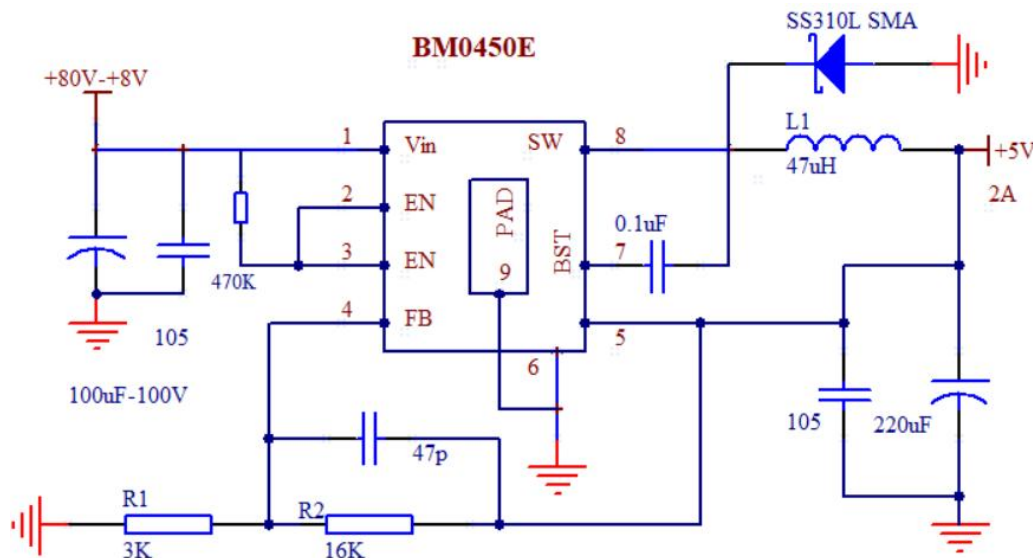 SS310L SMA
BM0450E
+80V-+8V
L1
1
Vin
SW
8
+5V
47uH
2
EN
PAD
2A
0.1uF
BST
7
3
EN
9
470K
4
FB
5
105
6
100uF-100V
105
220uF
47p
R1
R2
3K
16K